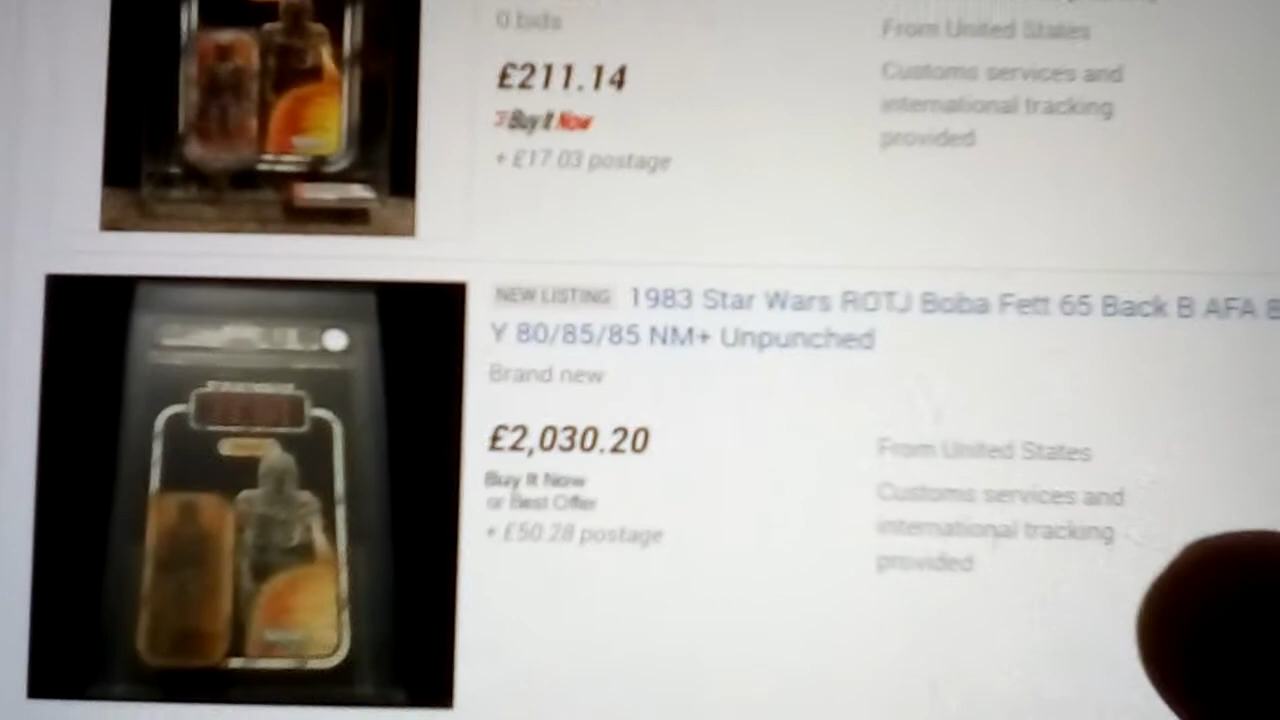 0 bids
From United States
£211.14
Customs services and
Buy It Now
international tracking
+ £17.03 postage
provided
NEW LISTING 1983 Star Wars ROTJ Boba Fett 65 Back B AFA
Y 80/85/85 NM+ Unpunched
Brand new
£2,030.20
From United States
Buy It Now
or Best Offer
Customs services and
+ £50.28 postage
international tracking
provided